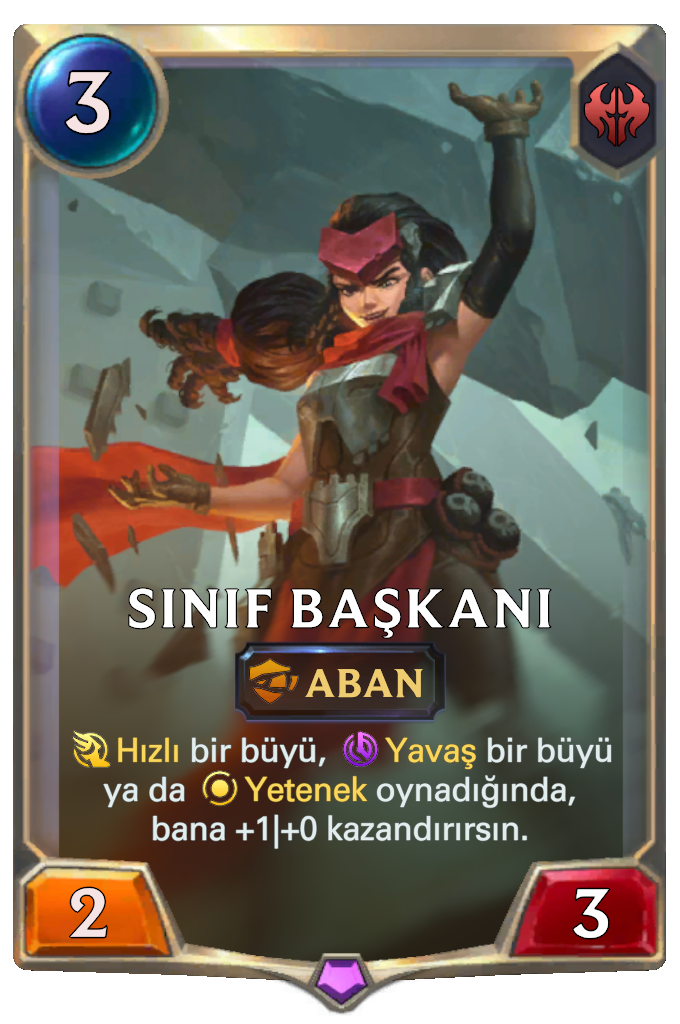 3
SINIF BAŞKANI
ABAN
Hızlı bir büyü, Yavaş bir büyü
ya da Yetenek oynadığında,
bana +1|+0 kazandırırsın.
2
3